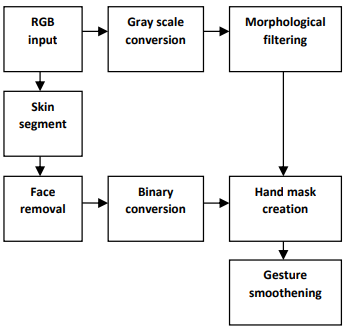 RGB
input
Gray scale
conversion
Morphological
filtering
Skin
segment
Face
removal
Binary
conversion
Hand mask
creation
Gesture
smoothening